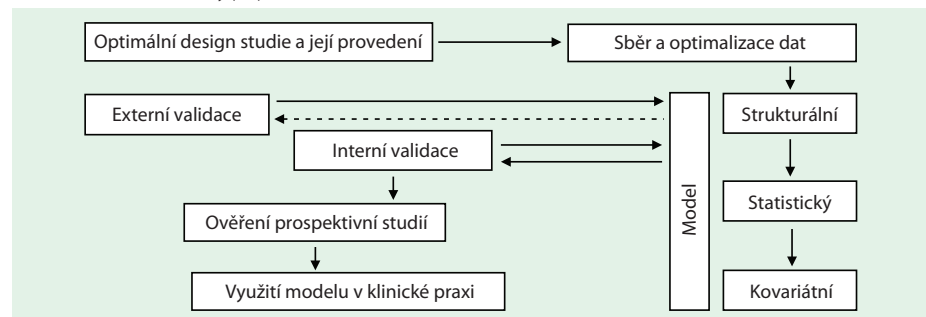 Optimální design studie a její provedení
Sběr a optimalizace dat
Externí validace
Strukturální
Interní validace
Model
Statistický
Ověření prospektivní studií
Využití modelu v klinické praxi
Kovariátní